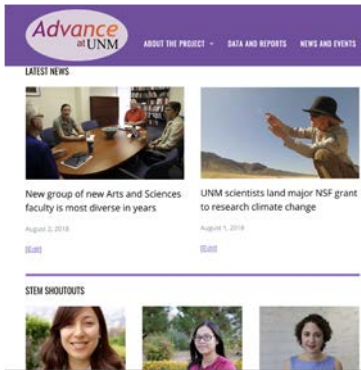 Advance
at UNM
ABOUT THE PROJECT
DATA AND REPORTS
NEWS AND EVENTS
LATEST NEWS
New group of new Arts and Sciences
faculty is most diverse in years
August 2, 2018
[Edit]
UNM scientists land major NSF grant
to research climate change
August 1, 2018
[Edit]
STEM SHOUTOUTS